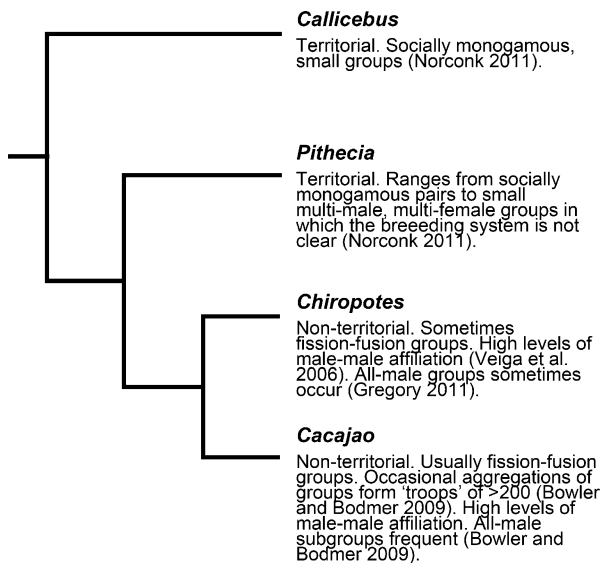 Callicebus
Territorial. Socially monogamous,
small groups (Norconk 2011).
Pithecia
Territorial. Ranges from socially
monogamous pairs to small
multi-male, multi-female groups in
which the breeeding system is not
clear (Norconk 2011).
Chiropotes
Non-territorial. Sometimes
fission-fusion groups. High levels of
male-male affiliation (Veiga et al.
2006). All-male groups sometimes
occur (Gregory 2011).
Cacajao
Non-territorial. Usually fission-fusion
groups. Occasional aggregations of
groups form ‘troops’ of >200 (Bowler
and Bodmer 2009). High levels of
male-male affiliation. All-male
subgroups frequent (Bowler and
Bodmer 2009).